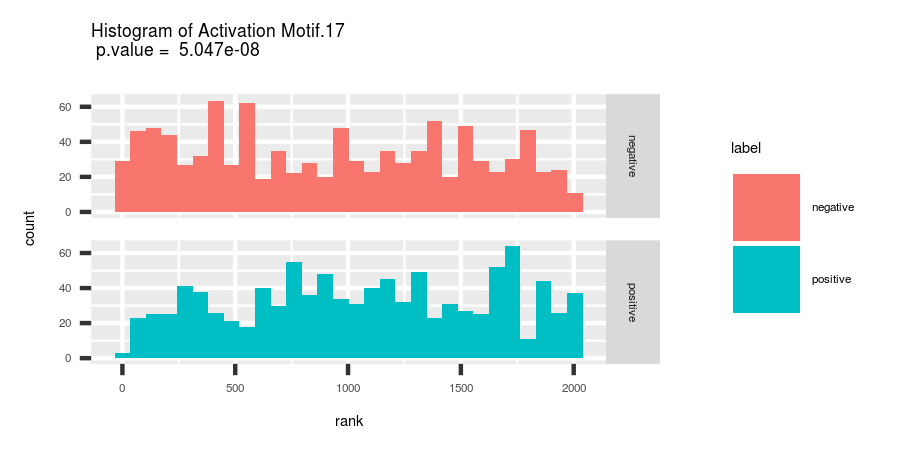 Histogram of Activation Motif.17
p.value = 5.047e-08
60
40
20
0
negative
60
40
20
0
positive
0 500 1000 1500 2000
rank
count
label
negative
positive